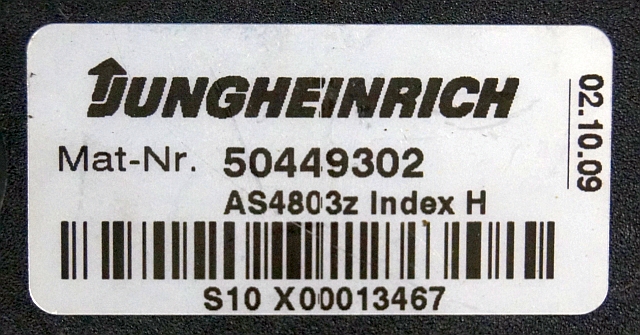 JUNGHEINRICH
Mat-Nr. 50449302
AS4803z Index H
S10 X00013467
02.10.09